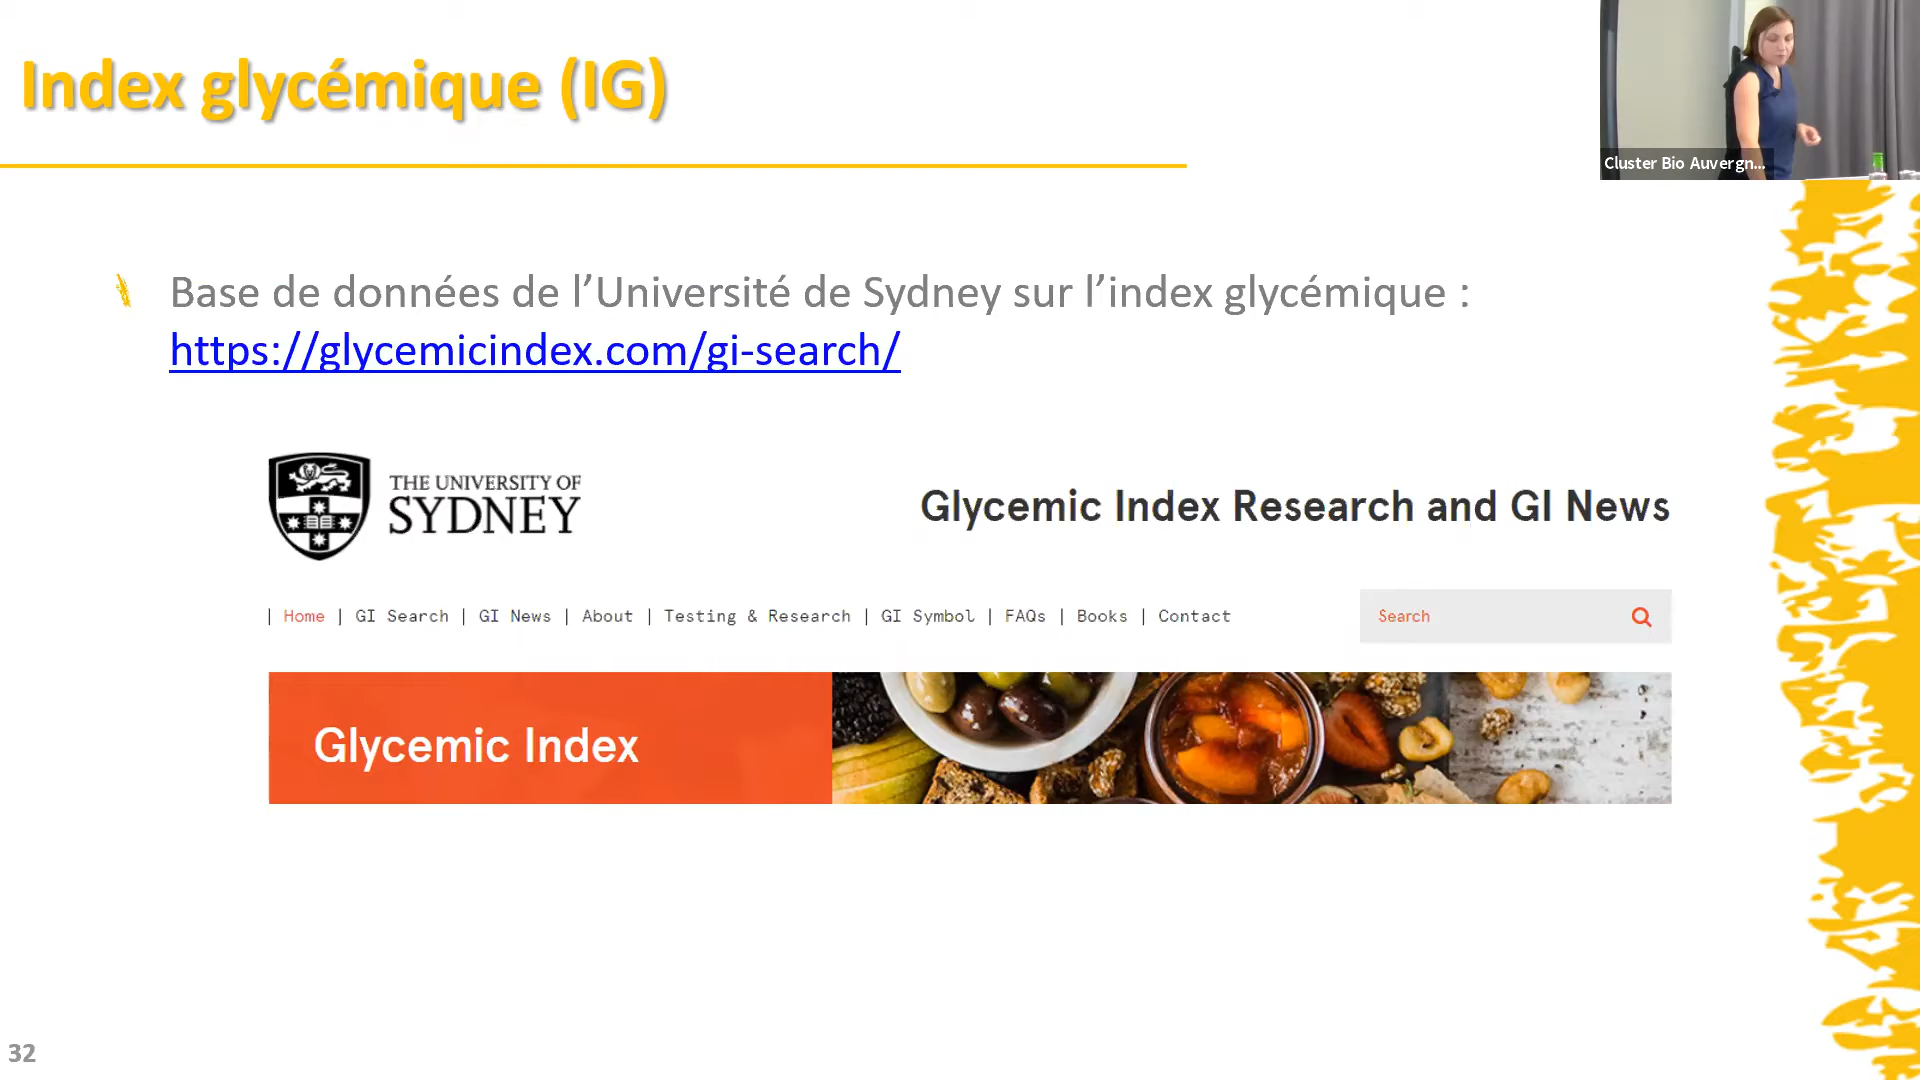 Index glycémique (IG)
Cluster Bio Auvergn...
Base de données de l’Université de Sydney sur l’index glycémique :
https://glycemicindex.com/gi-search/
THE UNIVERSITY OF
SYDNEY
Glycemic Index Research and GI News
| Home | GI Search | GI News | About | Testing & Research | GI Symbol | FAQs | Books | Contact
Search
Glycemic Index
32